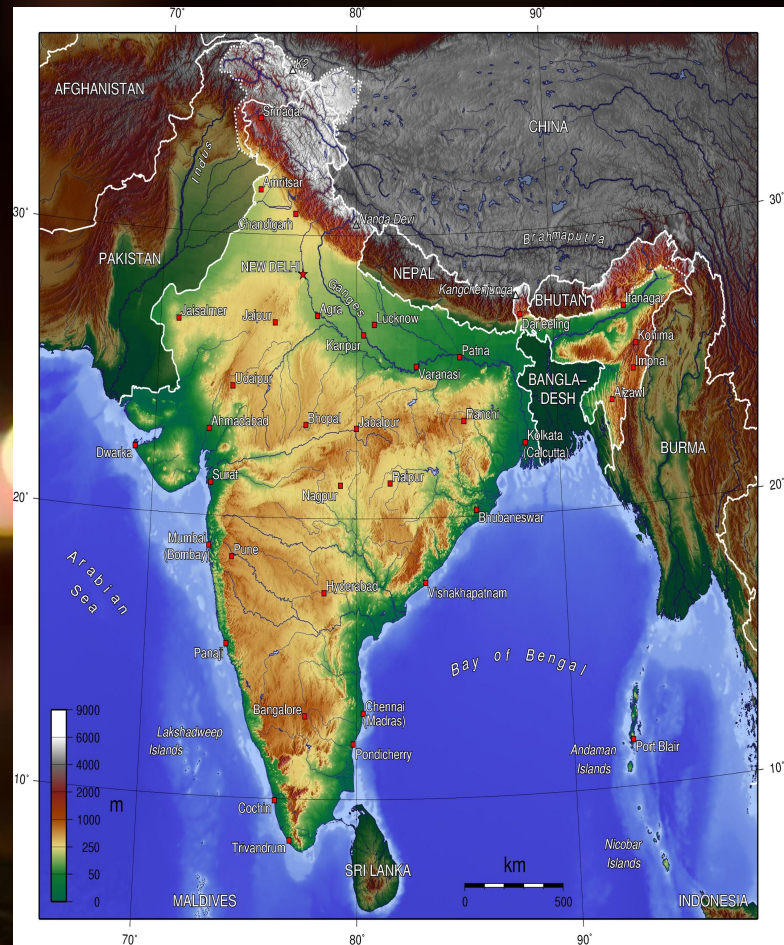 70°
80°
90°
K2
AFGHANISTAN
Srinagar
CHINA
Indus
Amritsar
30°
30°
Chandigarh
Nanda Devi
Brahmaputra
PAKISTAN
NEW DELHI
NEPAL
Ganges
Kangchenjunga
BHUTAN
Itanagar
Jaisalmer
Jaipur
Agra
Lucknow
Darjeeling
Kanpur
Kohima
Patna
Imphal
Varanasi
Udaipur
BANGLA–
DESH
Aizawl
Ahmadabad
Bhopal
Jabalpur
Ranchi
Kolkata
(Calcutta)
BURMA
Dwarka
Surat
Nagpur
Raipur
20°
20°
Bhubaneswar
Mumbai
(Bombay)
Pune
Arabian
Sea
Hyderabad
Vishakhapatnam
Panaji
Bay of Bengal
Bangalore
Chennai
(Madras)
9000
6000
4000
2000
1000
250
50
0
m
Lakshadweep
Islands
Pondicherry
Andaman
Islands
Port Blair
10°
10°
Cochin
Trivandrum
Nicobar
Islands
SRI LANKA
km
0
500
MALDIVES
INDONESIA
70°
80°
90°